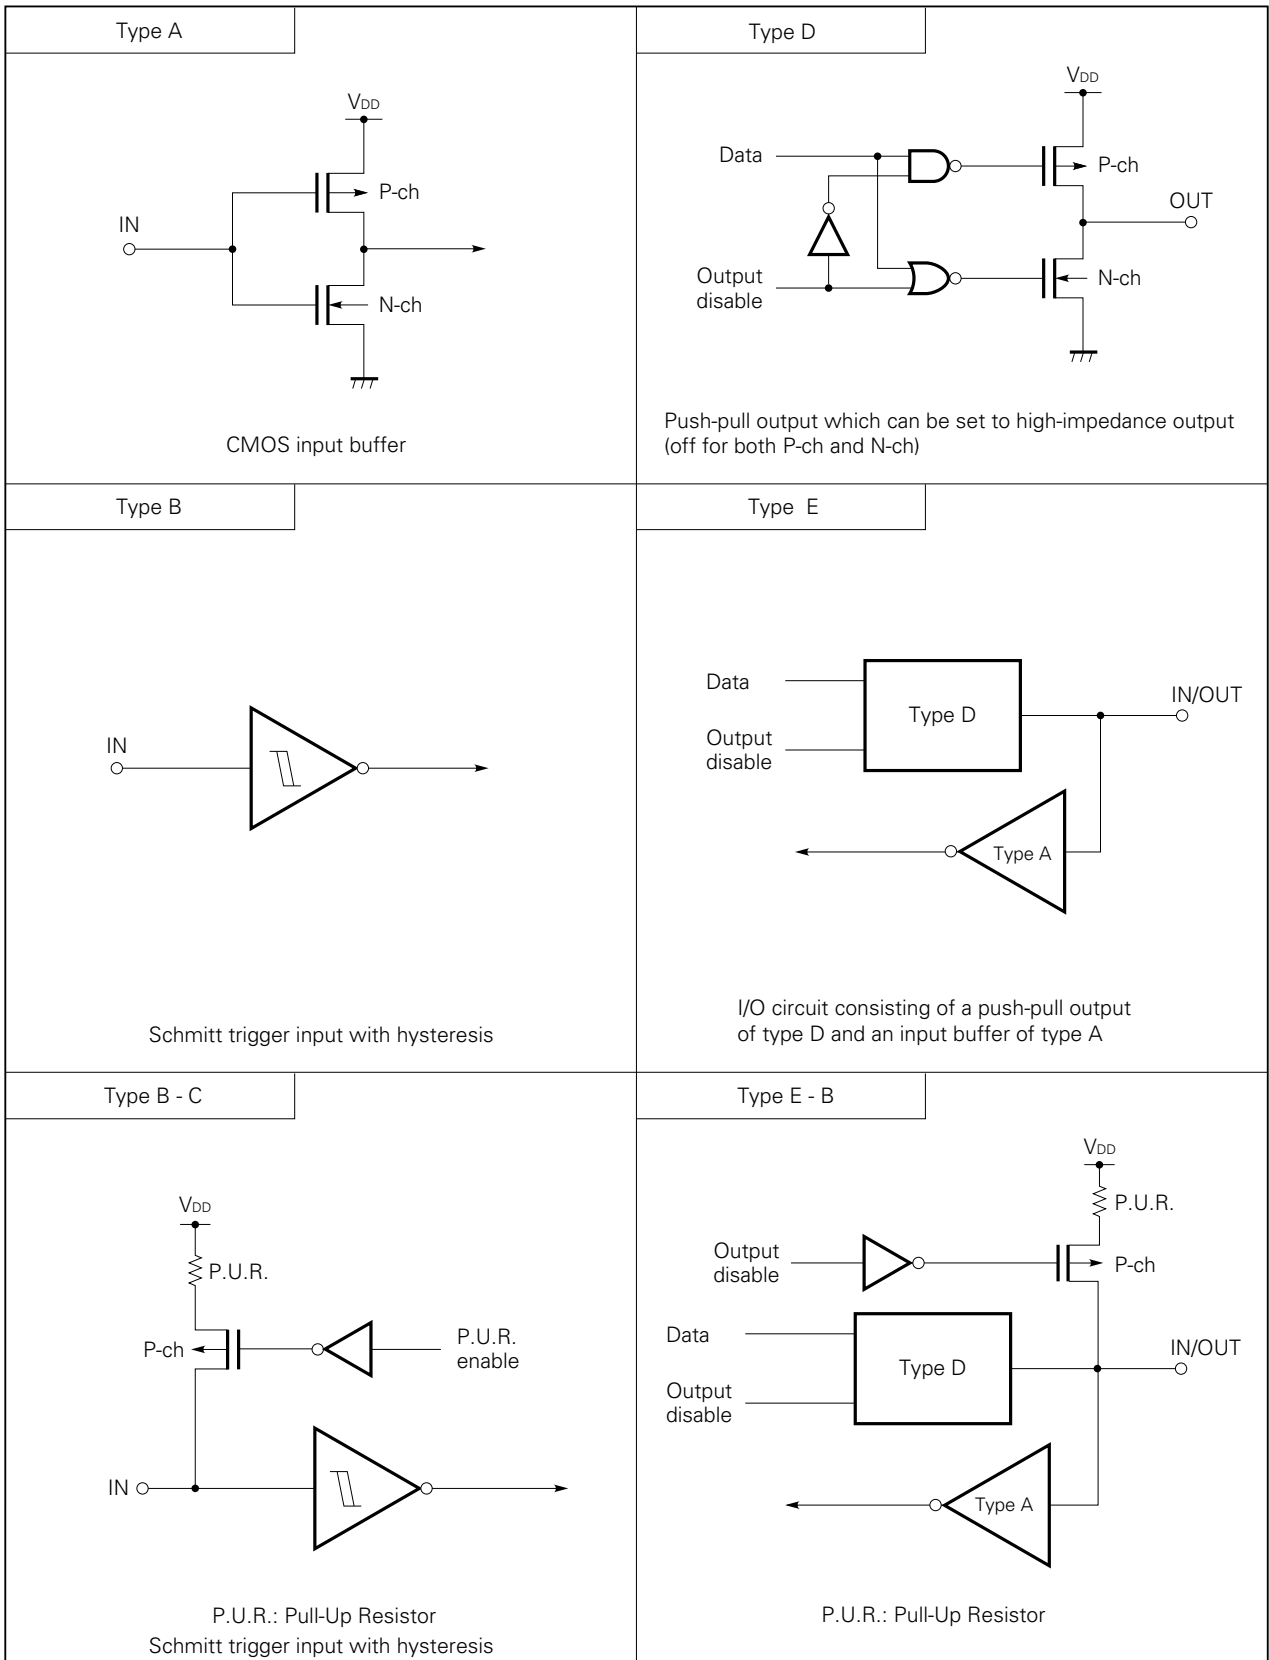 Type A
VDD
P-ch
IN
N-ch
CMOS input buffer
Type D
VDD
Data
P-ch
OUT
Output
disable
N-ch
Push-pull output which can be set to high-impedance output
(off for both P-ch and N-ch)
Type B
IN
Schmitt trigger input with hysteresis
Type E
Data
Type D
IN/OUT
Output
disable
Type A
I/O circuit consisting of a push-pull output
of type D and an input buffer of type A
Type B - C
VDD
P.U.R.
P-ch
P.U.R.
enable
IN
P.U.R.: Pull-Up Resistor
Schmitt trigger input with hysteresis
Type E - B
VDD
P.U.R.
Output
disable
P-ch
Data
Type D
IN/OUT
Output
disable
Type A
P.U.R.: Pull-Up Resistor